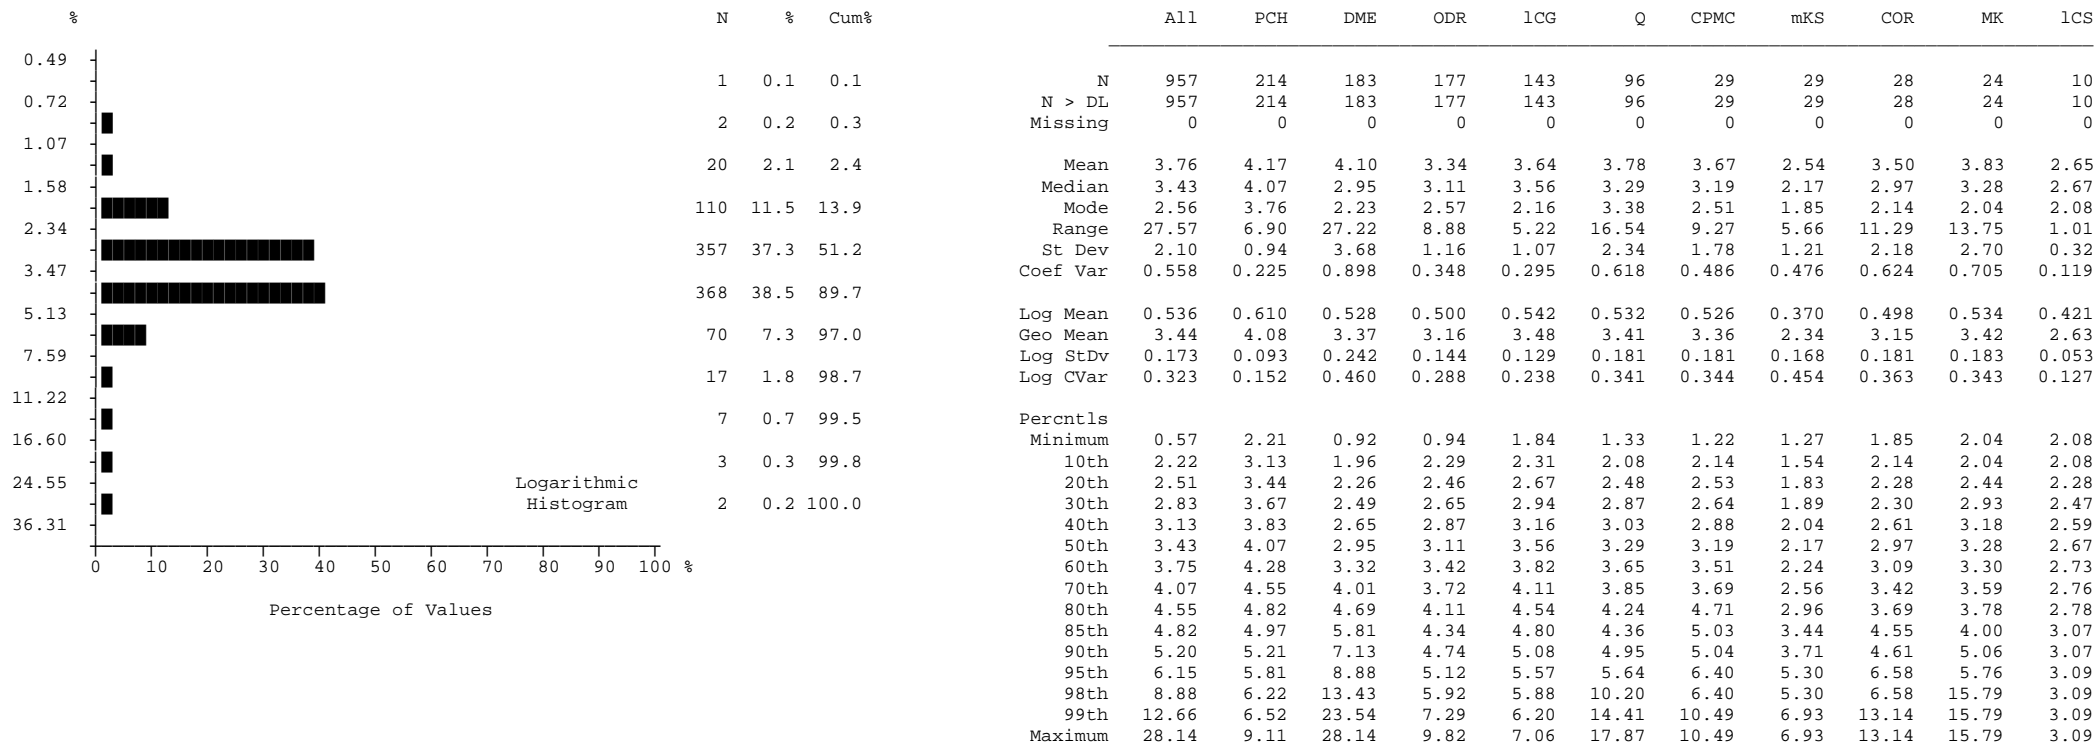 % N % Cum% All PCH DME ODR lCG Q CPMC mKS COR MK lCS
0.49
1 0.1 0.1 N 957 214 183 177 143 96 29 29 28 24 10
0.72 N > DL 957 214 183 177 143 96 29 29 28 24 10
2 0.2 0.3 Missing 0 0 0 0 0 0 0 0 0 0 0
1.07
20 2.1 2.4 Mean 3.76 4.17 4.10 3.34 3.64 3.78 3.67 2.54 3.50 3.83 2.65
1.58 Median 3.43 4.07 2.95 3.11 3.56 3.29 3.19 2.17 2.97 3.28 2.67
110 11.5 13.9 Mode 2.56 3.76 2.23 2.57 2.16 3.38 2.51 1.85 2.14 2.04 2.08
2.34 Range 27.57 6.90 27.22 8.88 5.22 16.54 9.27 5.66 11.29 13.75 1.01
357 37.3 51.2 St Dev 2.10 0.94 3.68 1.16 1.07 2.34 1.78 1.21 2.18 2.70 0.32
3.47 Coef Var 0.558 0.225 0.898 0.348 0.295 0.618 0.486 0.476 0.624 0.705 0.119
368 38.5 89.7
5.13 Log Mean 0.536 0.610 0.528 0.500 0.542 0.532 0.526 0.370 0.498 0.534 0.421
70 7.3 97.0 Geo Mean 3.44 4.08 3.37 3.16 3.48 3.41 3.36 2.34 3.15 3.42 2.63
7.59 Log StDv 0.173 0.093 0.242 0.144 0.129 0.181 0.181 0.168 0.181 0.183 0.053
17 1.8 98.7 Log CVar 0.323 0.152 0.460 0.288 0.238 0.341 0.344 0.454 0.363 0.343 0.127
11.22
7 0.7 99.5 Percntls
16.60 Minimum 0.57 2.21 0.92 0.94 1.84 1.33 1.22 1.27 1.85 2.04 2.08
3 0.3 99.8 10th 2.22 3.13 1.96 2.29 2.31 2.08 2.14 1.54 2.14 2.04 2.08
24.55 Logarithmic 20th 2.51 3.44 2.26 2.46 2.67 2.48 2.53 1.83 2.28 2.44 2.28
Histogram 2 0.2 100.0 30th 2.83 3.67 2.49 2.65 2.94 2.87 2.64 1.89 2.30 2.93 2.47
36.31 40th 3.13 3.83 2.65 2.87 3.16 3.03 2.88 2.04 2.61 3.18 2.59
50th 3.43 4.07 2.95 3.11 3.56 3.29 3.19 2.17 2.97 3.28 2.67
0 10 20 30 40 50 60 70 80 90 100 % 60th 3.75 4.28 3.32 3.42 3.82 3.65 3.51 2.24 3.09 3.30 2.73
70th 4.07 4.55 4.01 3.72 4.11 3.85 3.69 2.56 3.42 3.59 2.76
Percentage of Values 80th 4.55 4.82 4.69 4.11 4.54 4.24 4.71 2.96 3.69 3.78 2.78
85th 4.82 4.97 5.81 4.34 4.80 4.36 5.03 3.44 4.55 4.00 3.07
90th 5.20 5.21 7.13 4.74 5.08 4.95 5.04 3.71 4.61 5.06 3.07
95th 6.15 5.81 8.88 5.12 5.57 5.64 6.40 5.30 6.58 5.76 3.09
98th 8.88 6.22 13.43 5.92 5.88 10.20 6.40 5.30 6.58 15.79 3.09
99th 12.66 6.52 23.54 7.29 6.20 14.41 10.49 6.93 13.14 15.79 3.09
Maximum 28.14 9.11 28.14 9.82 7.06 17.87 10.49 6.93 13.14 15.79 3.09